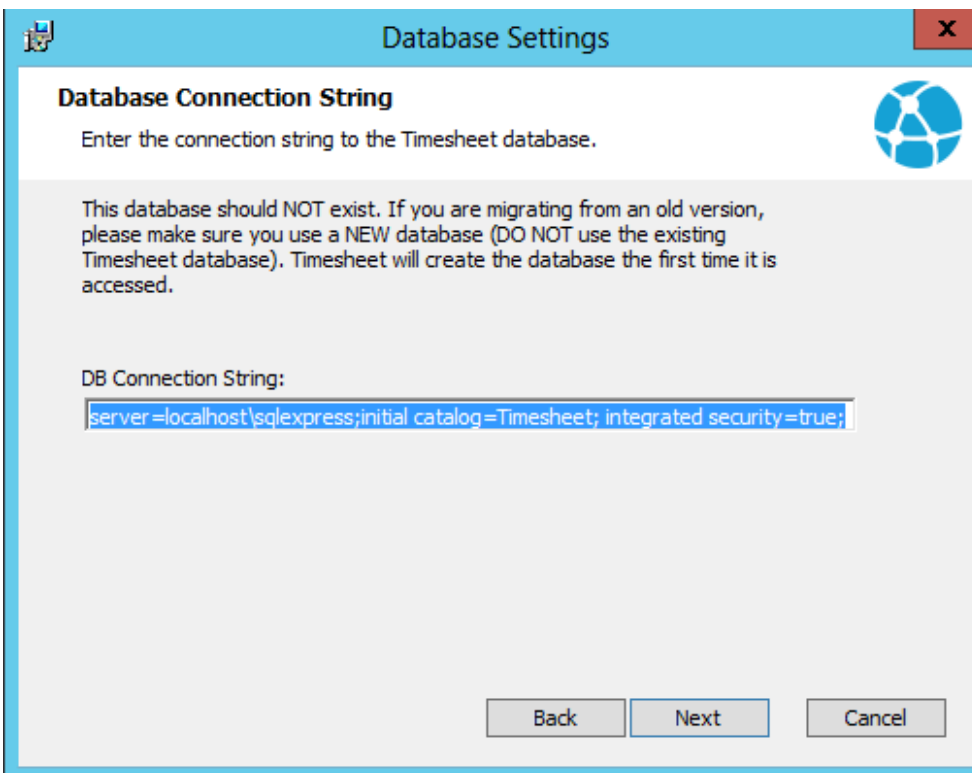 Database Settings
x
Database Connection String
Enter the connection string to the Timesheet database.
This database should NOT exist. If you are migrating from an old version,
please make sure you use a NEW database (DO NOT use the existing
Timesheet database). Timesheet will create the database the first time it is
accessed.
DB Connection String:
server=localhost\sqlexpress;initial catalog=Timesheet; integrated security=true;
Back Next Cancel